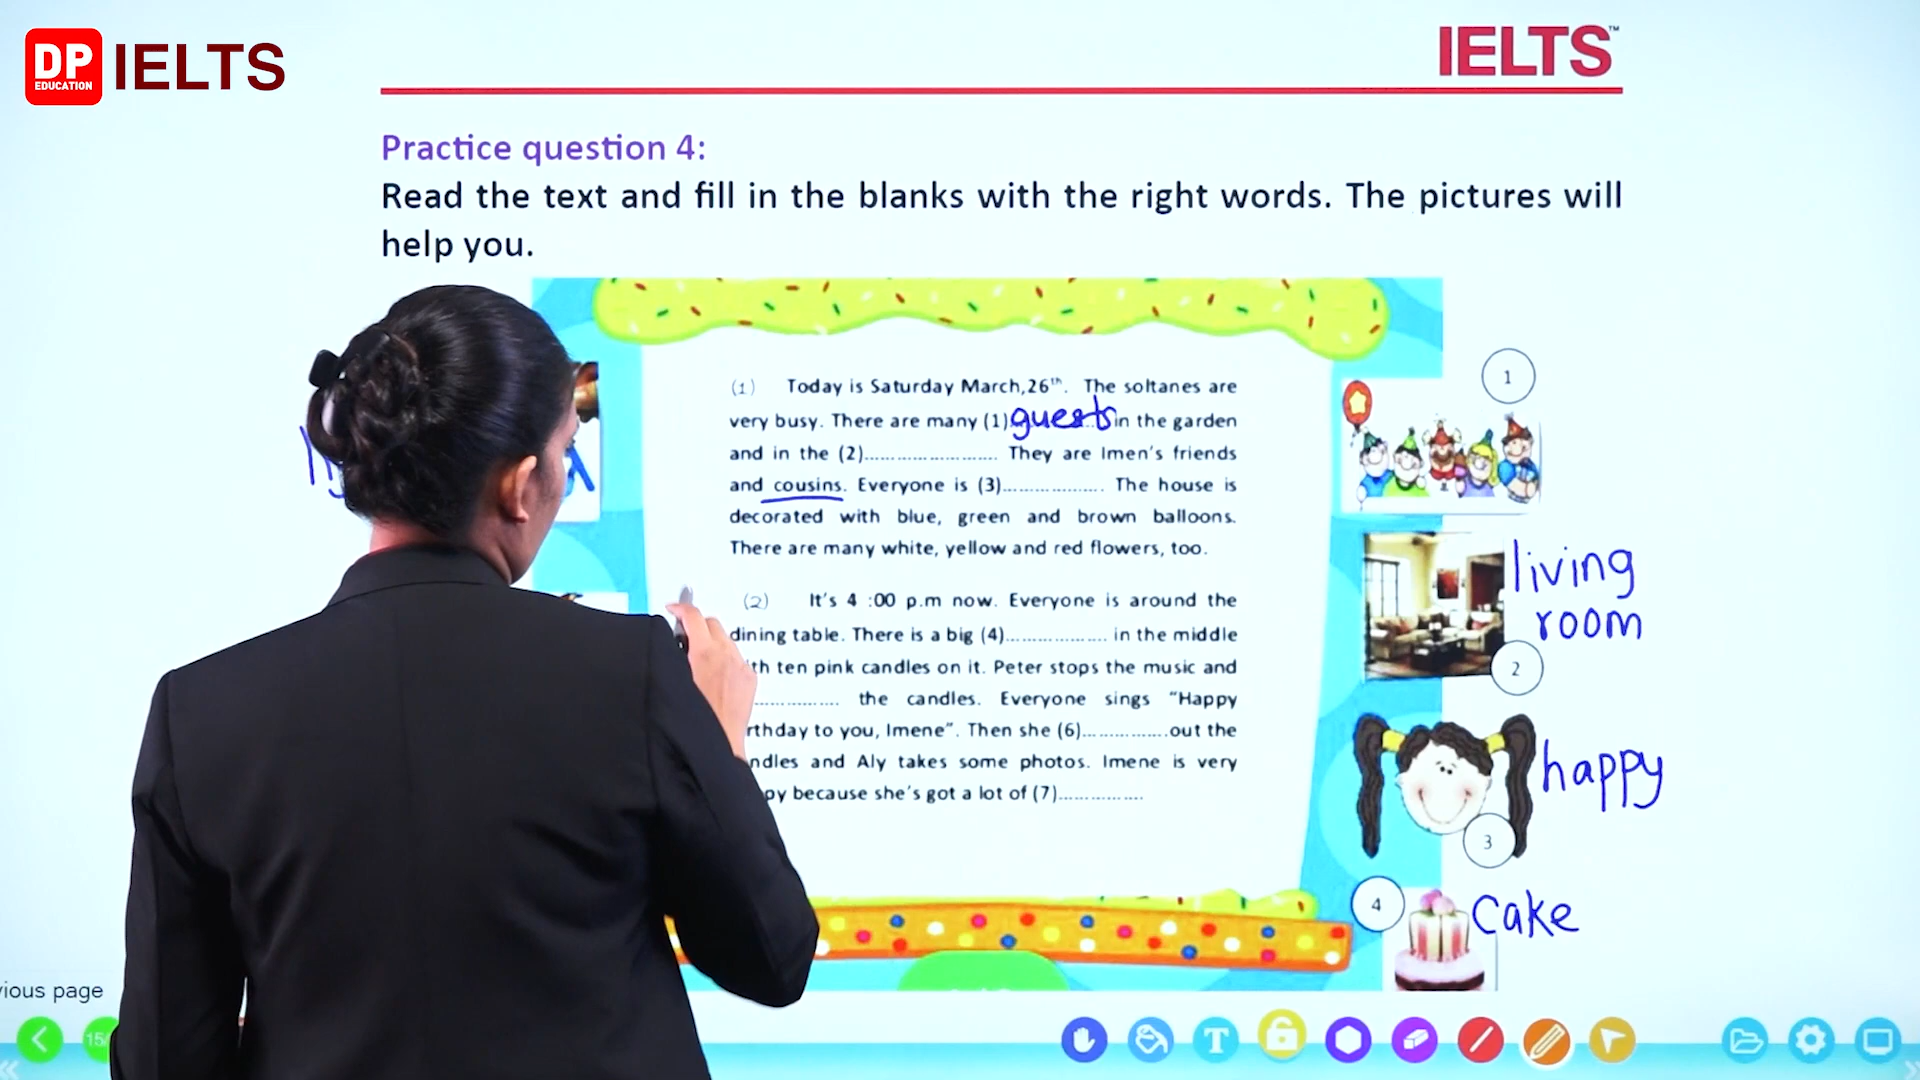 DP
EDUCATION
IELTS
IELTS™
Practice question 4:
Read the text and fill in the blanks with the right words. The pictures will
help you.
(1) Today is Saturday March,26th. The soltanes are
very busy. There are many (1) guests in the garden
and in the (2)........................ They are Imen's friends
and cousins. Everyone is (3)................... The house is
decorated with blue, green and brown balloons.
There are many white, yellow and red flowers, too.
(2) It's 4 :00 p.m now. Everyone is around the
dining table. There is a big (4)................... in the middle
ten pink candles on it. Peter stops the music and
............... the candles. Everyone sings "Happy
to you, Imene". Then she (6)................out the
and Aly takes some photos. Imene is very
because she's got a lot of (7)................
1
living
room
2
happy
3
4
cake
page
T